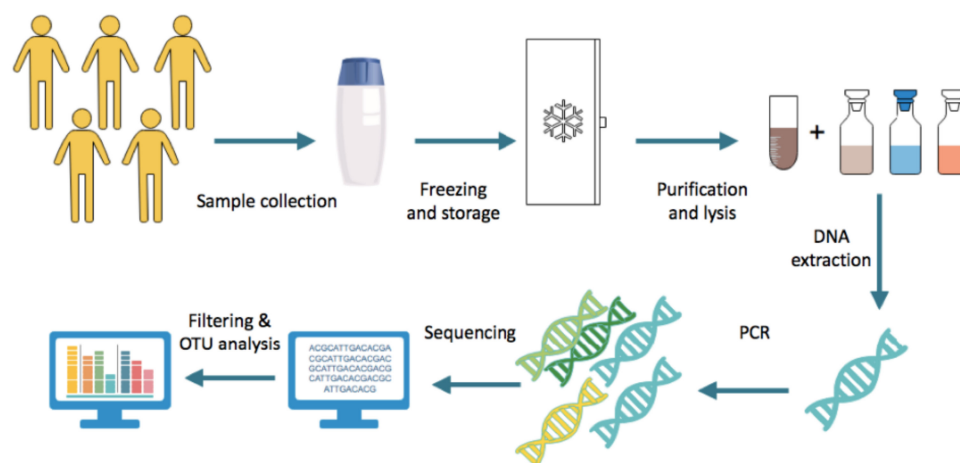 Sample collection
Freezing
and storage
Purification
and lysis
+
DNA
extraction
PCR
Sequencing
ACGCATTGACACGA
CGCATTGACACGAC
GCATTGACACGACG
CATTGACACGACGC
ATTGACACG
Filtering &
OTU analysis